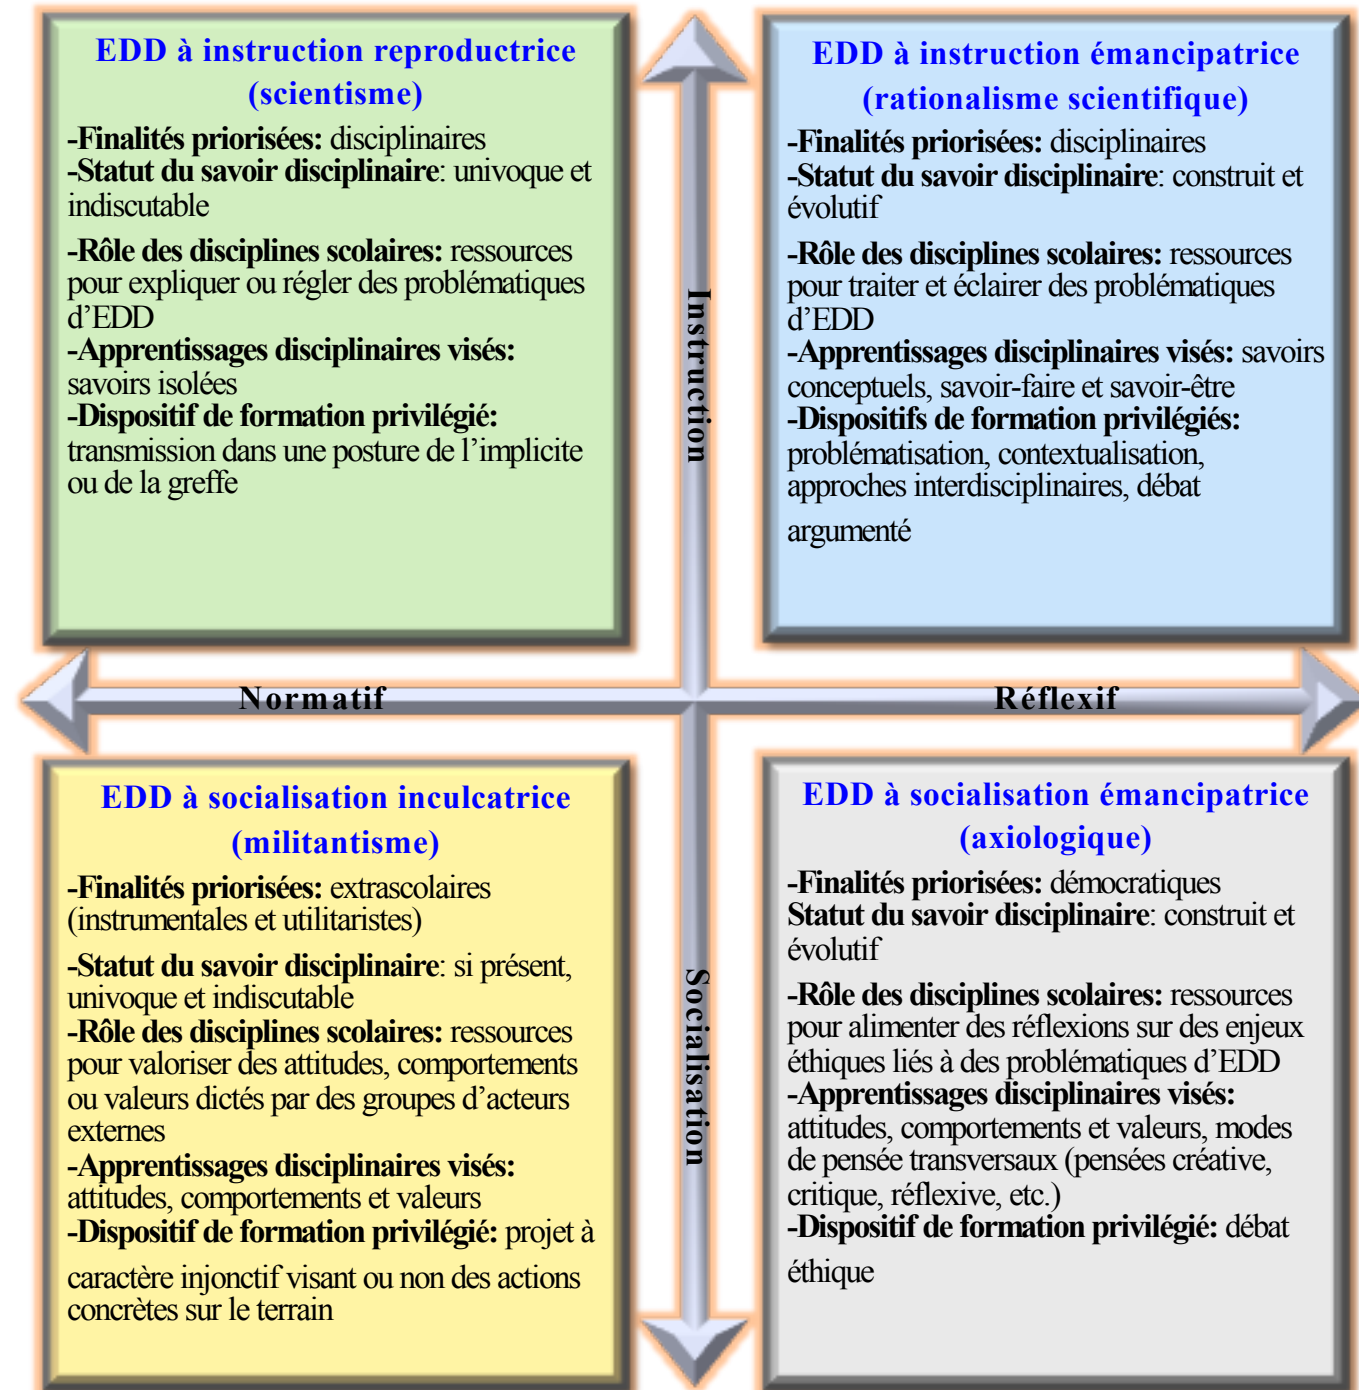 EDD à instruction reproductrice
(scientisme)
-Finalités priorisées: disciplinaires
-Statut du savoir disciplinaire: univoque et
indiscutable
-Rôle des disciplines scolaires: ressources
pour expliquer ou régler des problématiques
d’EDD
-Apprentissages disciplinaires visés:
savoirs isolées
-Dispositif de formation privilégié:
transmission dans une posture de l’implicite
ou de la greffe
EDD à instruction émancipatrice
(rationalisme scientifique)
-Finalités priorisées: disciplinaires
-Statut du savoir disciplinaire: construit et
évolutif
-Rôle des disciplines scolaires: ressources
pour traiter et éclairer des problématiques
d’EDD
-Apprentissages disciplinaires visés: savoirs
conceptuels, savoir-faire et savoir-être
-Dispositifs de formation privilégiés:
problématisation, contextualisation,
approches interdisciplinaires, débat
argumenté
Instruction
Normatif
Réflexif
Socialisation
EDD à socialisation inculcatrice
(militantisme)
-Finalités priorisées: extrascolaires
(instrumentales et utilitaristes)
-Statut du savoir disciplinaire: si présent,
univoque et indiscutable
-Rôle des disciplines scolaires: ressources
pour valoriser des attitudes, comportements
ou valeurs dictés par des groupes d’acteurs
externes
-Apprentissages disciplinaires visés:
attitudes, comportements et valeurs
-Dispositif de formation privilégié: projet à
caractère injonctif visant ou non des actions
concrètes sur le terrain
EDD à socialisation émancipatrice
(axiologique)
-Finalités priorisées: démocratiques
Statut du savoir disciplinaire: construit et
évolutif
-Rôle des disciplines scolaires: ressources
pour alimenter des réflexions sur des enjeux
éthiques liés à des problématiques d’EDD
-Apprentissages disciplinaires visés:
attitudes, comportements et valeurs, modes
de pensée transversaux (pensées créative,
critique, réflexive, etc.)
-Dispositif de formation privilégié: débat
éthique